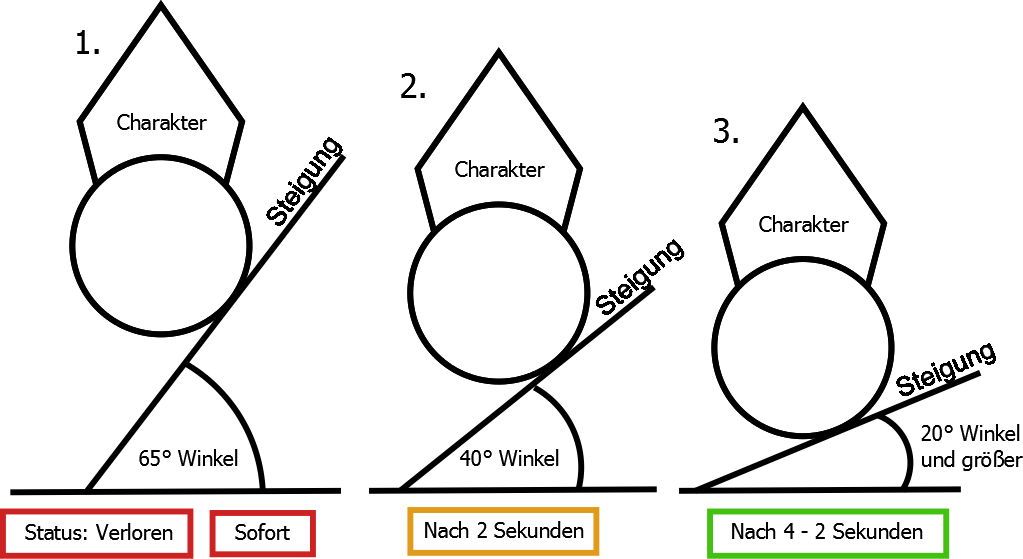 1.
Charakter
Steigung
65° Winkel
Status: Verloren
Sofort
2.
Charakter
Steigung
40° Winkel
Nach 2 Sekunden
3.
Charakter
Steigung
20° Winkel
und größer
Nach 4 - 2 Sekunden